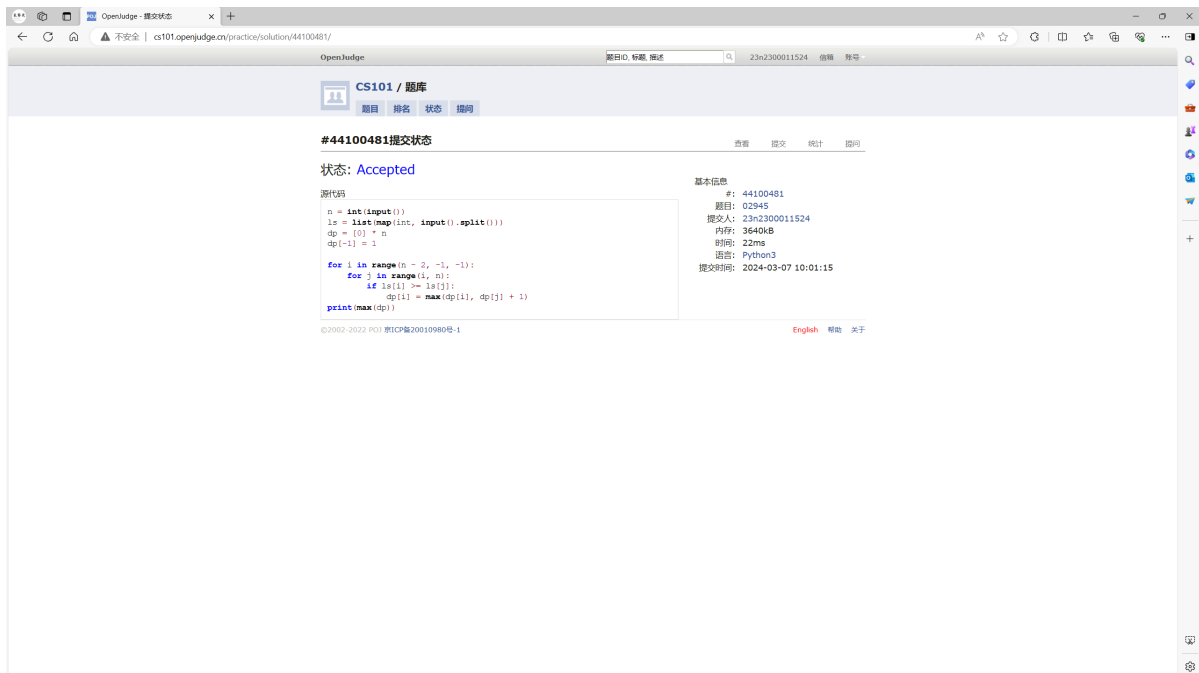 OpenJudge - 提交状态
不安全 | cs101.openjudge.cn/practice/solution/44100481/
OpenJudge 题目ID, 标题, 描述 23n2300011524 信箱 账号
CS101 / 题库
题目 排名 状态 提问
#44100481提交状态 查看 提交 统计 提问
状态: Accepted
源代码
n = int(input())
ls = list(map(int, input().split()))
dp = [0] * n
dp[-1] = 1
for i in range(n - 2, -1, -1):
    for j in range(i, n):
        if ls[i] >= ls[j]:
            dp[i] = max(dp[i], dp[j] + 1)
print(max(dp))
基本信息
#: 44100481
题目: 02945
提交人: 23n2300011524
内存: 3640kB
时间: 22ms
语言: Python3
提交时间: 2024-03-07 10:01:15
©2002-2022 POJ 京ICP备20010980号-1 English 帮助 关于